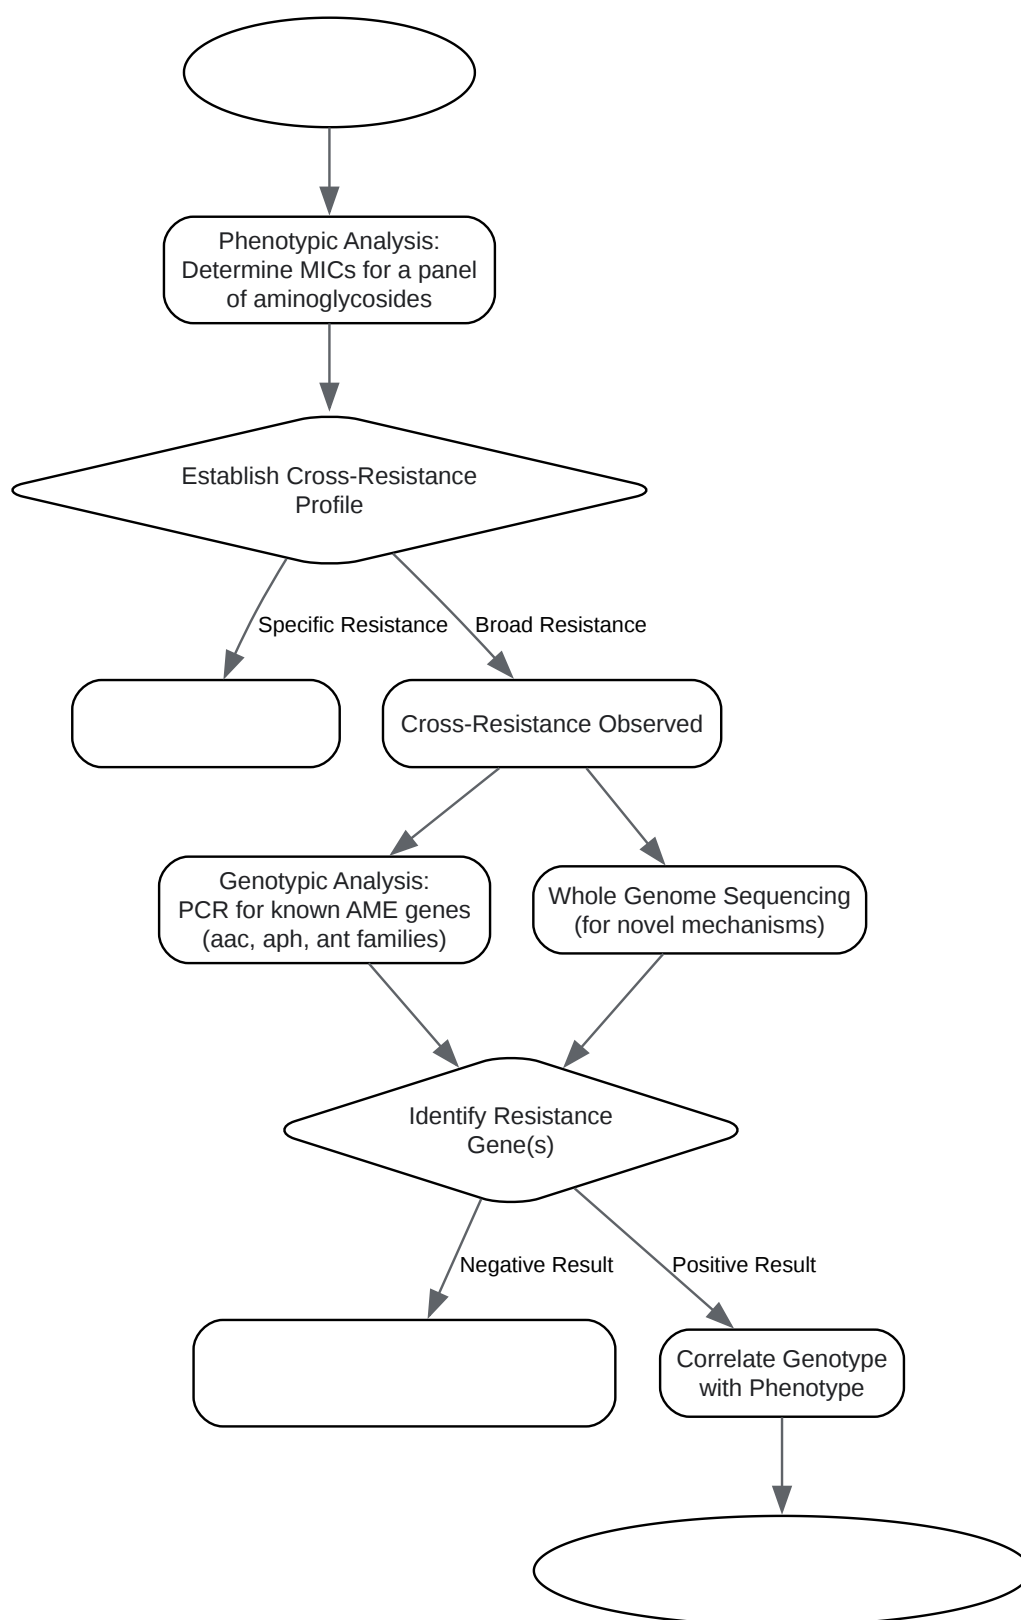 Phenotypic Analysis:
Determine MICs for a panel
of aminoglycosides
Establish Cross-Resistance
Profile
Specific Resistance
Broad Resistance
Cross-Resistance Observed
Genotypic Analysis:
PCR for known AME genes
(aac, aph, ant families)
Whole Genome Sequencing
(for novel mechanisms)
Identify Resistance
Gene(s)
Negative Result
Positive Result
Correlate Genotype
with Phenotype